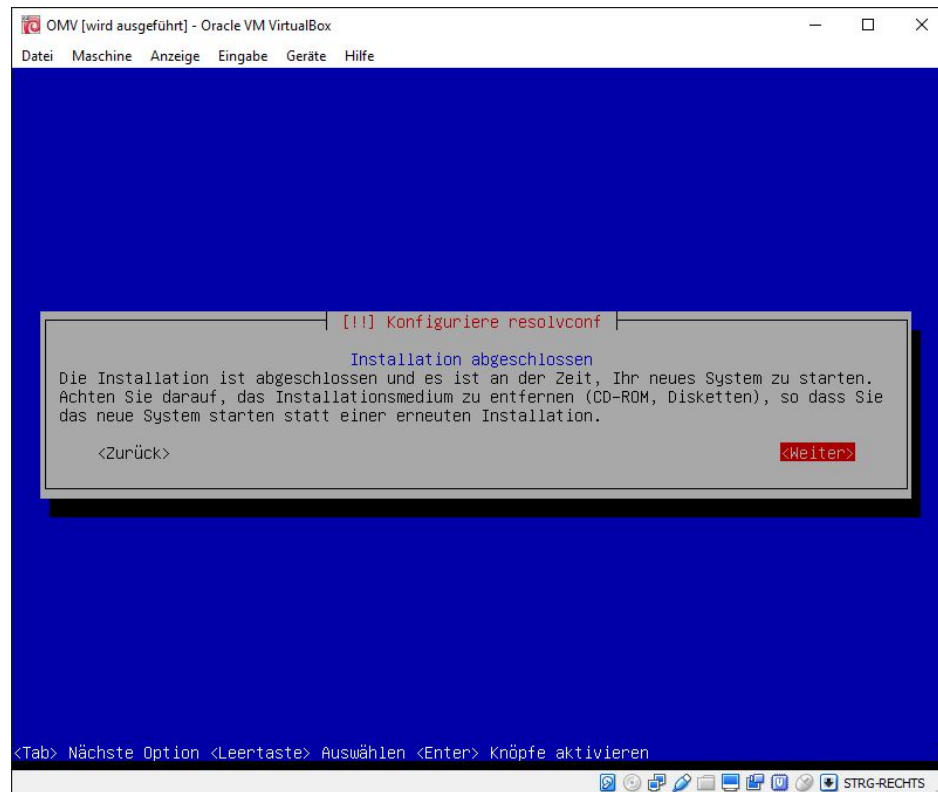 OMV [wird ausgeführt] - Oracle VM VirtualBox
Datei Maschine Anzeige Eingabe Geräte Hilfe
[!!] Konfiguriere resolvconf
Installation abgeschlossen
Die Installation ist abgeschlossen und es ist an der Zeit, Ihr neues System zu starten.
Achten Sie darauf, das Installationsmedium zu entfernen (CD-ROM, Disketten), so dass Sie
das neue System starten statt einer erneuten Installation.
<Zurück> <Weiter>
<Tab> Nächste Option <Leertaste> Auswählen <Enter> Knöpfe aktivieren
STRG-RECHTS